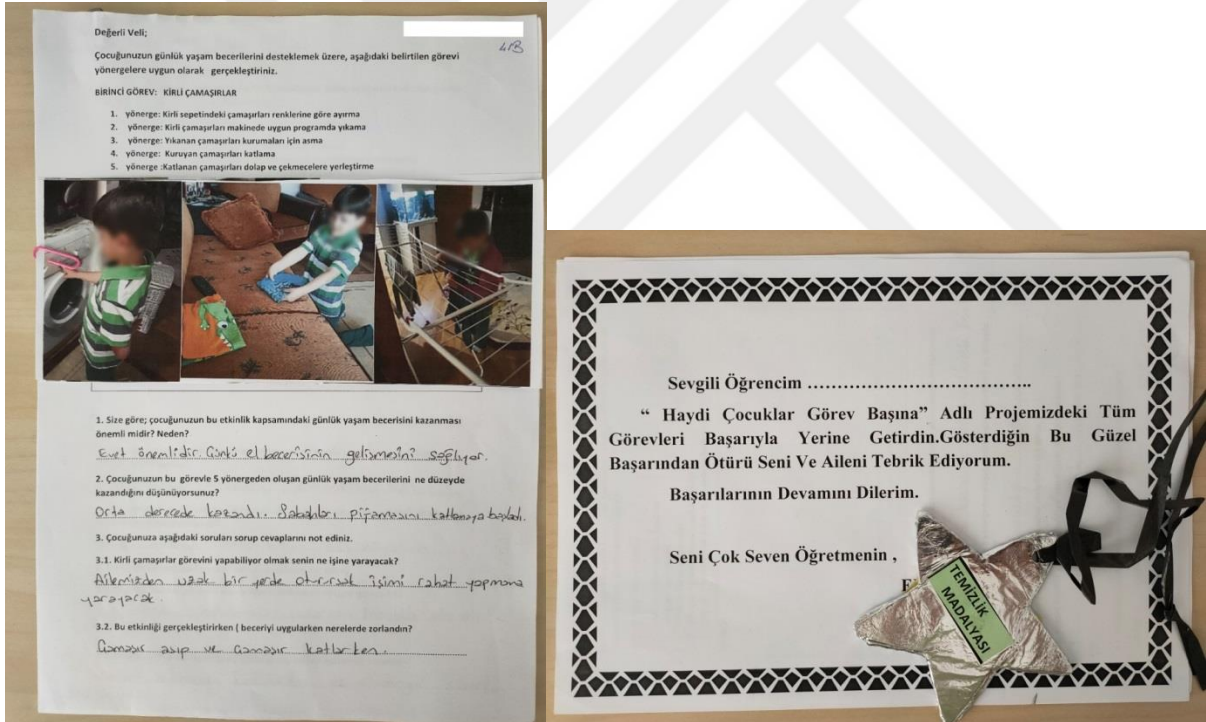 Değerli Veli;
4/B
Çocuğunuzun günlük yaşam becerilerini desteklemek üzere, aşağıdaki belirtilen görevi
yönergelere uygun olarak gerçekleştiriniz.
BİRİNCİ GÖREV: KİRLİ ÇAMAŞIRLAR
1. yönerge: Kirli sepetindeki çamaşırları renklerine göre ayırma
2. yönerge: Kirli çamaşırları makinede uygun programda yıkama
3. yönerge: Yıkanan çamaşırları kurumaları için asma
4. yönerge: Kuruyan çamaşırları katlama
5. yönerge :Katlanan çamaşırları dolap ve çekmecelere yerleştirme
1. Size göre; çocuğunuzun bu etkinlik kapsamındaki günlük yaşam becerisini kazanması
önemli midir? Neden?
Evet önemlidir. Çünkü el becerisinin gelişmesini sağlıyor.
2. Çocuğunuzun bu görevle 5 yönergeden oluşan günlük yaşam becerilerini ne düzeyde
kazandığını düşünüyorsunuz?
Orta derecede kazandı. Sabahları pijamasını katlamaya başladı.
3. Çocuğunuza aşağıdaki soruları sorup cevaplarını not ediniz.
3.1. Kirli çamaşırlar görevini yapabiliyor olmak senin ne işine yarayacak?
Ailemizden uzak bir yerde oturursak işimi rahat yapmama
yarayacak.
3.2. Bu etkinliği gerçekleştirirken ( beceriyi uygularken nerelerde zorlandın?
Çamaşır asıp ve çamaşır katlarken.
Sevgili Öğrencim …………………………………..
“ Haydi Çocuklar Görev Başına” Adlı Projemizdeki Tüm
Görevleri Başarıyla Yerine Getirdin.Gösterdiğin Bu Güzel
Başarından Ötürü Seni Ve Aileni Tebrik Ediyorum.
Başarılarının Devamını Dilerim.
Seni Çok Seven Öğretmenin ,
TEMİZLİK
MADALYASI